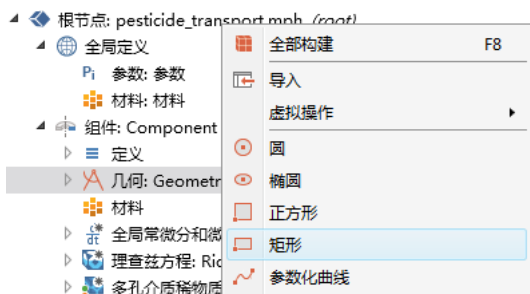 根节点: pesticide_transport.mph (root)
全局定义
Pi 参数: 参数
材料: 材料
组件: Component
定义
几何: Geometr
材料
全局常微分和微
理查兹方程: Ric
多孔介质稀物质
全部构建 F8
导入
虚拟操作
圆
椭圆
正方形
矩形
参数化曲线